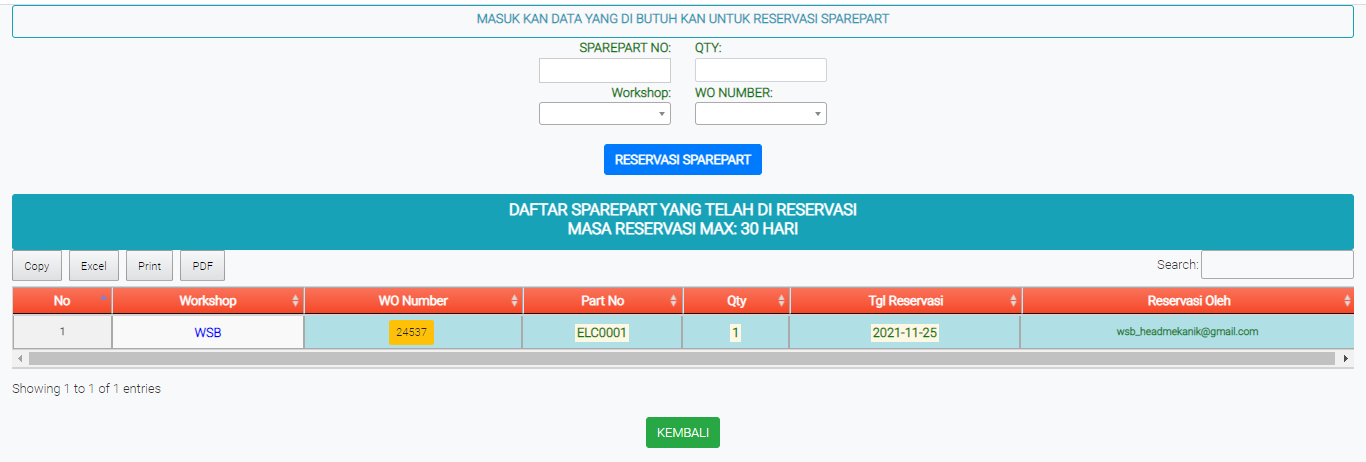 MASUK KAN DATA YANG DI BUTUH KAN UNTUK RESERVASI SPAREPART
SPAREPART NO: QTY:
Workshop: WO NUMBER:
RESERVASI SPAREPART
DAFTAR SPAREPART YANG TELAH DI RESERVASI
MASA RESERVASI MAX: 30 HARI
Copy Excel Print PDF Search:
No Workshop WO Number Part No Qty Tgl Reservasi Reservasi Oleh
1 WSB 24537 ELC0001 1 2021-11-25 wsb_headmekanik@gmail.com
Showing 1 to 1 of 1 entries
KEMBALI